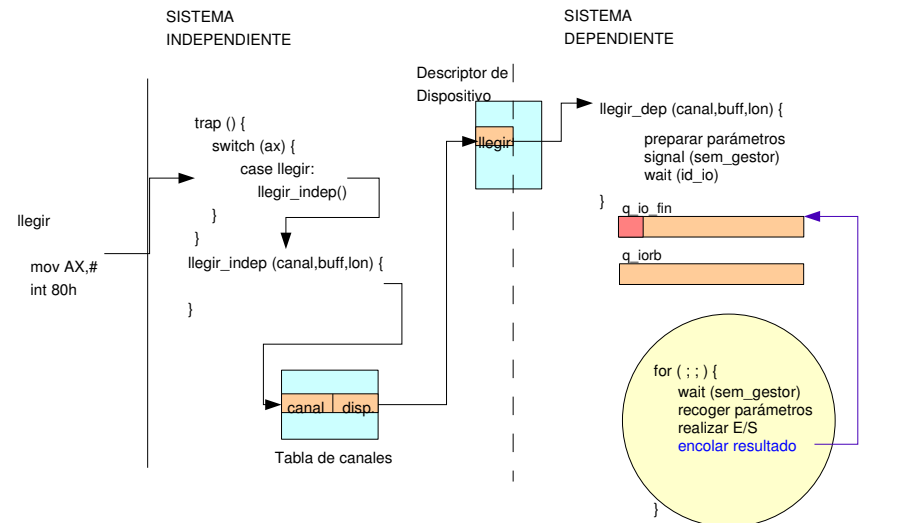 SISTEMA
INDEPENDIENTE
SISTEMA
DEPENDIENTE
Descriptor de
Dispositivo
llegir
mov AX,#
int 80h
trap () {
switch (ax) {
case llegir:
llegir_indep()
}
}
llegir_indep (canal,buff,lon) {
}
canal
disp.
Tabla de canales
llegir
llegir_dep (canal,buff,lon) {
preparar parámetros
signal (sem_gestor)
wait (id_io)
}
q_io_fin
q_iorb
for ( ; ; ) {
wait (sem_gestor)
recoger parámetros
realizar E/S
encolar resultado
}